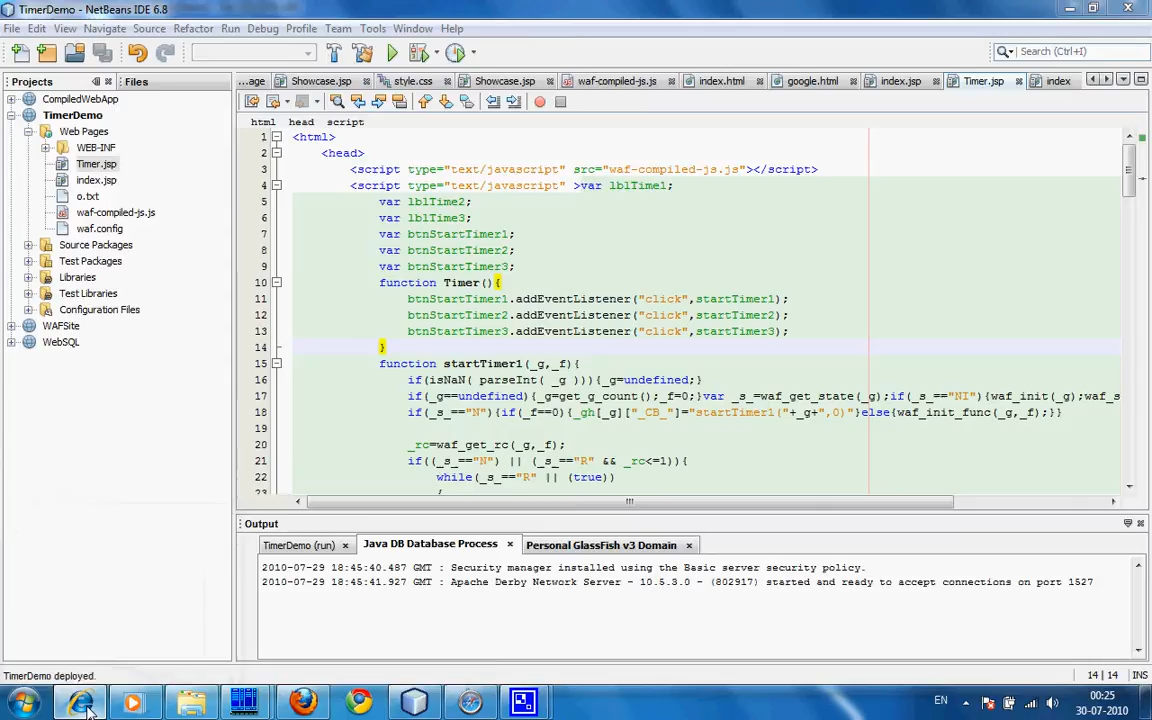 TimerDemo - NetBeans IDE 6.8
File Edit View Navigate Source Refactor Run Debug Profile Team Tools Window Help
Search (Ctrl+I)
Projects Files
...age Showcase.jsp style.css Showcase.jsp waf-compiled-js.js index.html google.html index.jsp Timer.jsp index
CompiledWebApp
TimerDemo
Web Pages
WEB-INF
Timer.jsp
index.jsp
o.txt
waf-compiled-js.js
waf.config
Source Packages
Test Packages
Libraries
Test Libraries
Configuration Files
WAFSite
WebSQL
html head script
1 <html>
2 <head>
3 <script type="text/javascript" src="waf-compiled-js.js"></script>
4 <script type="text/javascript" >var lblTime1;
5 var lblTime2;
6 var lblTime3;
7 var btnStartTimer1;
8 var btnStartTimer2;
9 var btnStartTimer3;
10 function Timer(){
11 btnStartTimer1.addEventListener("click",startTimer1);
12 btnStartTimer2.addEventListener("click",startTimer2);
13 btnStartTimer3.addEventListener("click",startTimer3);
14 }
15 function startTimer1(_g,_f){
16 if(isNaN( parseInt( _g ))){_g=undefined;}
17 if(_g==undefined){_g=get_g_count();_f=0;}var _s=waf_get_state(_g);if(_s=="NI"){waf_init(_g);waf_s
18 if(_s=="N"){if(_f==0){_gh[_g]["_CB_"]="startTimer1("+_g+",0)"}else{waf_init_func(_g,_f);}}
19
20 _rc=waf_get_rc(_g,_f);
21 if((_s=="N") || (_s=="R" && _rc<=1)){
22 while(_s=="R" || (true))
23 {
Output
TimerDemo (run) Java DB Database Process Personal GlassFish v3 Domain
2010-07-29 18:45:40.487 GMT : Security manager installed using the Basic server security policy.
2010-07-29 18:45:41.927 GMT : Apache Derby Network Server - 10.5.3.0 - (802917) started and ready to accept connections on port 1527
TimerDemo deployed.
14 | 14 INS
EN
00:25
30-07-2010